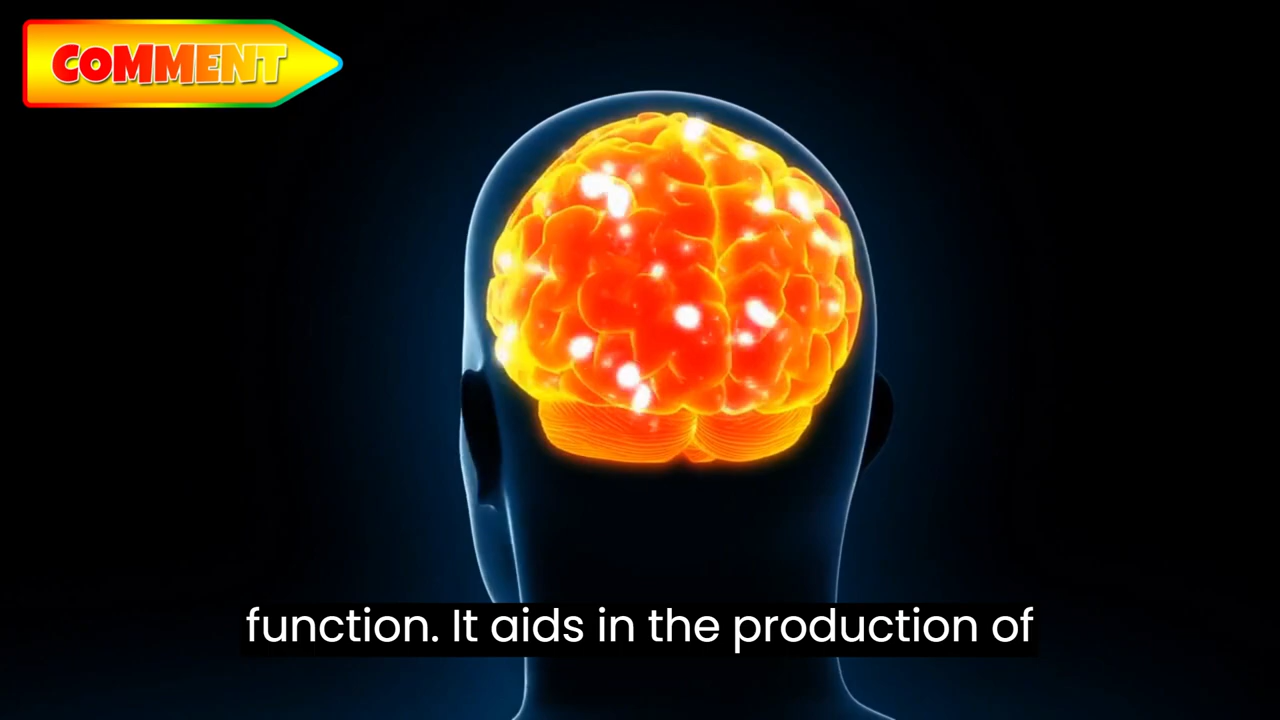 COMMENT
function. It aids in the production of